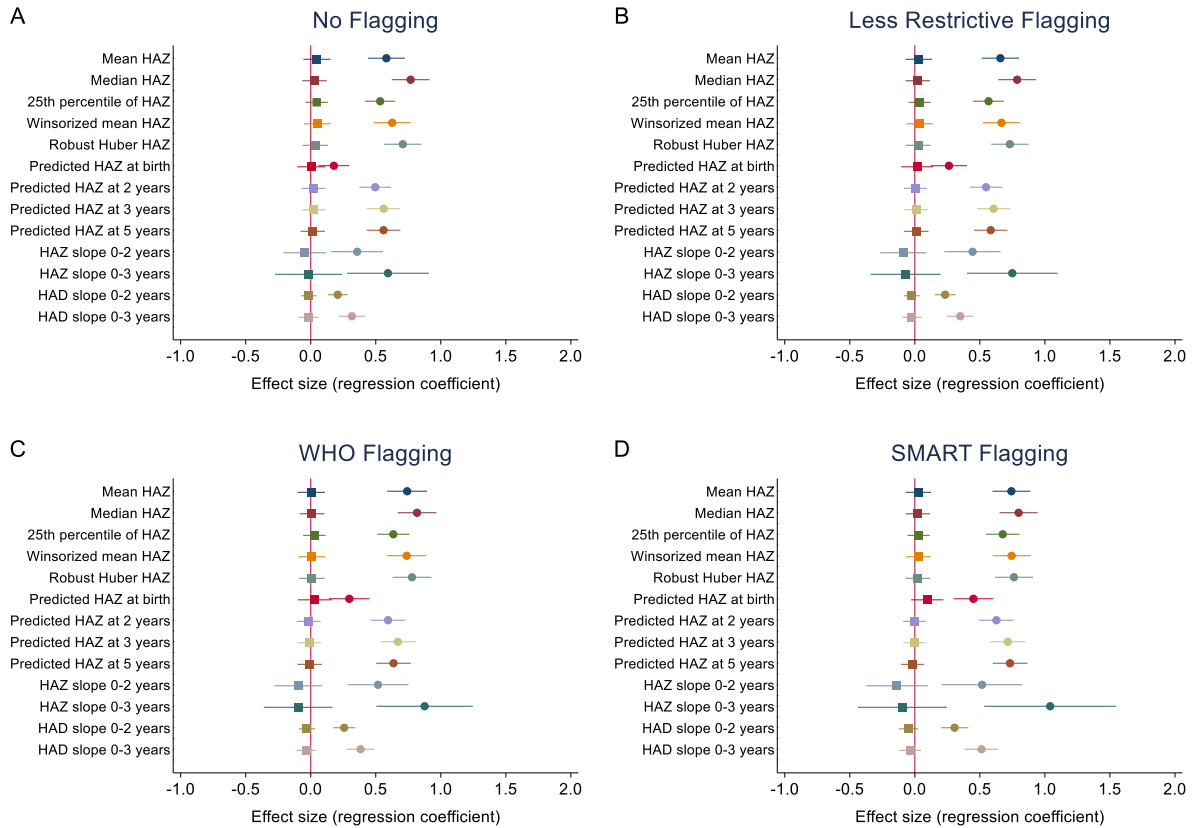 A
No Flagging
Mean HAZ
Median HAZ
25th percentile of HAZ
Winsorized mean HAZ
Robust Huber HAZ
Predicted HAZ at birth
Predicted HAZ at 2 years
Predicted HAZ at 3 years
Predicted HAZ at 5 years
HAZ slope 0-2 years
HAZ slope 0-3 years
HAD slope 0-2 years
HAD slope 0-3 years
-1.0 -0.5 0.0 0.5 1.0 1.5 2.0
Effect size (regression coefficient)
B
Less Restrictive Flagging
Mean HAZ
Median HAZ
25th percentile of HAZ
Winsorized mean HAZ
Robust Huber HAZ
Predicted HAZ at birth
Predicted HAZ at 2 years
Predicted HAZ at 3 years
Predicted HAZ at 5 years
HAZ slope 0-2 years
HAZ slope 0-3 years
HAD slope 0-2 years
HAD slope 0-3 years
-1.0 -0.5 0.0 0.5 1.0 1.5 2.0
Effect size (regression coefficient)
C
WHO Flagging
Mean HAZ
Median HAZ
25th percentile of HAZ
Winsorized mean HAZ
Robust Huber HAZ
Predicted HAZ at birth
Predicted HAZ at 2 years
Predicted HAZ at 3 years
Predicted HAZ at 5 years
HAZ slope 0-2 years
HAZ slope 0-3 years
HAD slope 0-2 years
HAD slope 0-3 years
-1.0 -0.5 0.0 0.5 1.0 1.5 2.0
Effect size (regression coefficient)
D
SMART Flagging
Mean HAZ
Median HAZ
25th percentile of HAZ
Winsorized mean HAZ
Robust Huber HAZ
Predicted HAZ at birth
Predicted HAZ at 2 years
Predicted HAZ at 3 years
Predicted HAZ at 5 years
HAZ slope 0-2 years
HAZ slope 0-3 years
HAD slope 0-2 years
HAD slope 0-3 years
-1.0 -0.5 0.0 0.5 1.0 1.5 2.0
Effect size (regression coefficient)